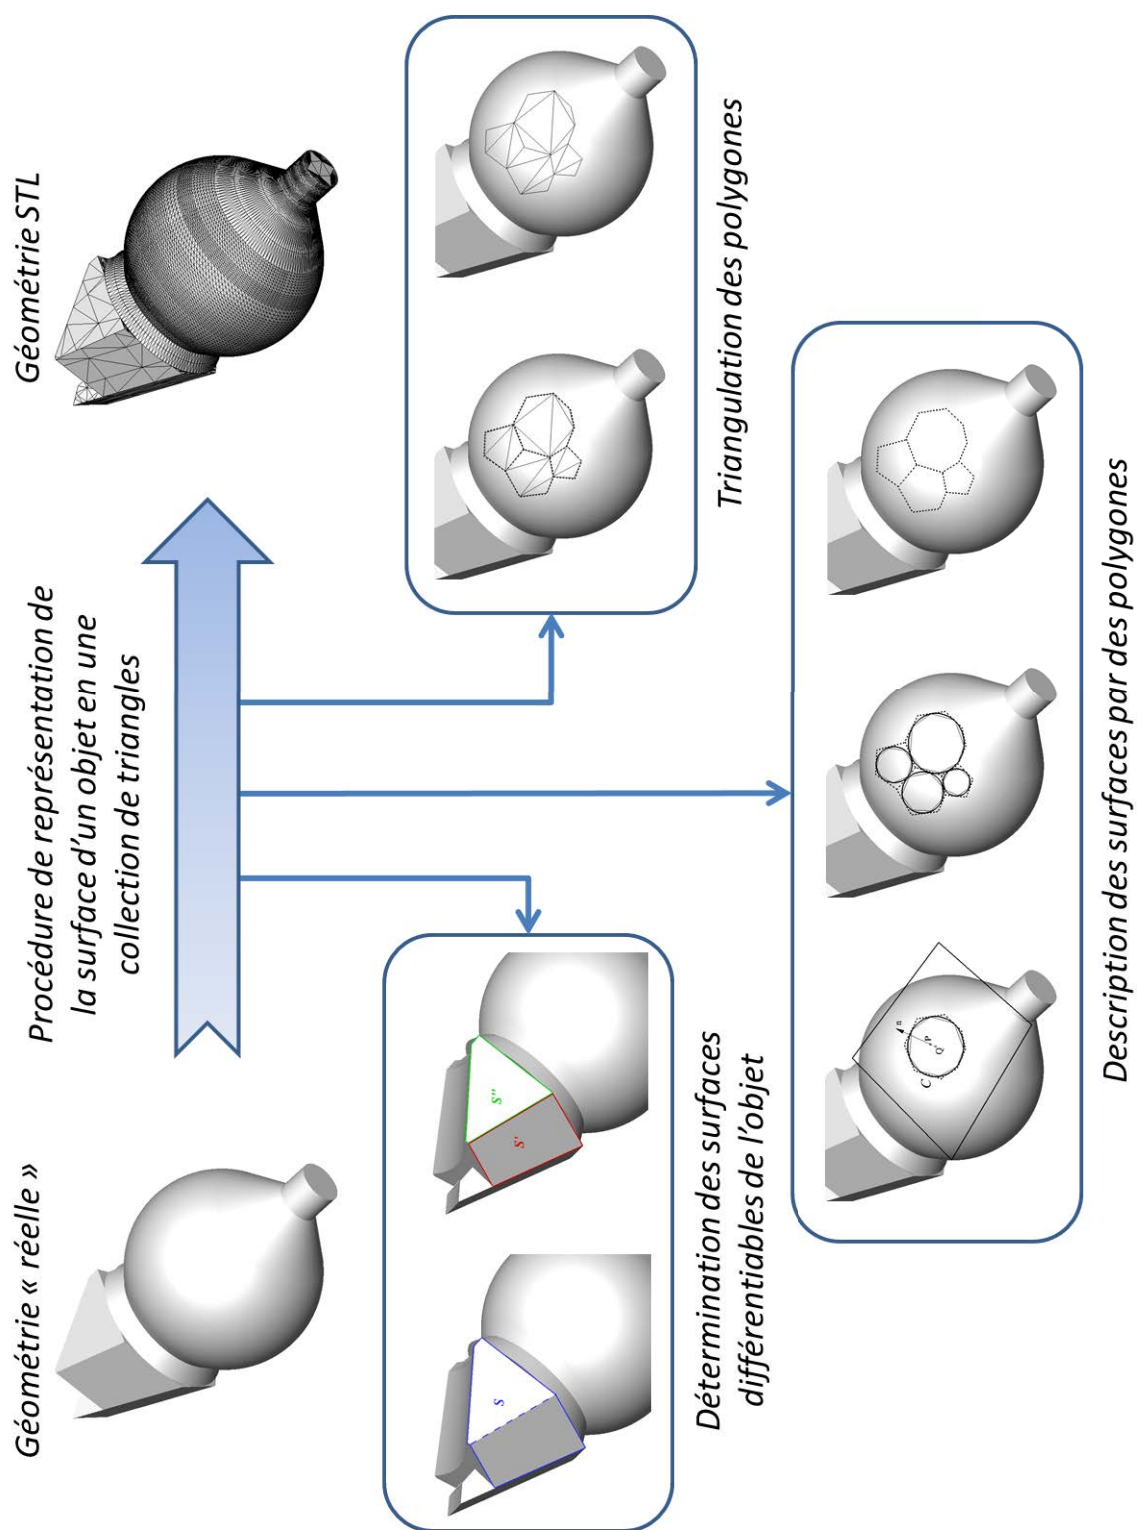 Géométrie « réelle »
Procédure de représentation de
la surface d'un objet en une
collection de triangles
Géométrie STL
S
S'
S''
Détermination des surfaces
différentiables de l'objet
Triangulation des polygones
C
P
n
Description des surfaces par des polygones